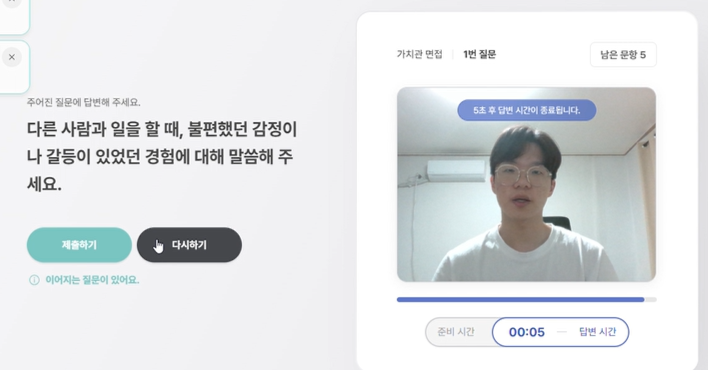 주어진 질문에 답변해 주세요.
다른 사람과 일을 할 때, 불편했던 감정이
나 갈등이 있었던 경험에 대해 말씀해 주
세요.
제출하기
다시하기
이어지는 질문이 있어요.
가치관 면접
1번 질문
남은 문항 5
5초 후 답변 시간이 종료됩니다.
준비 시간
00:05
답변 시간